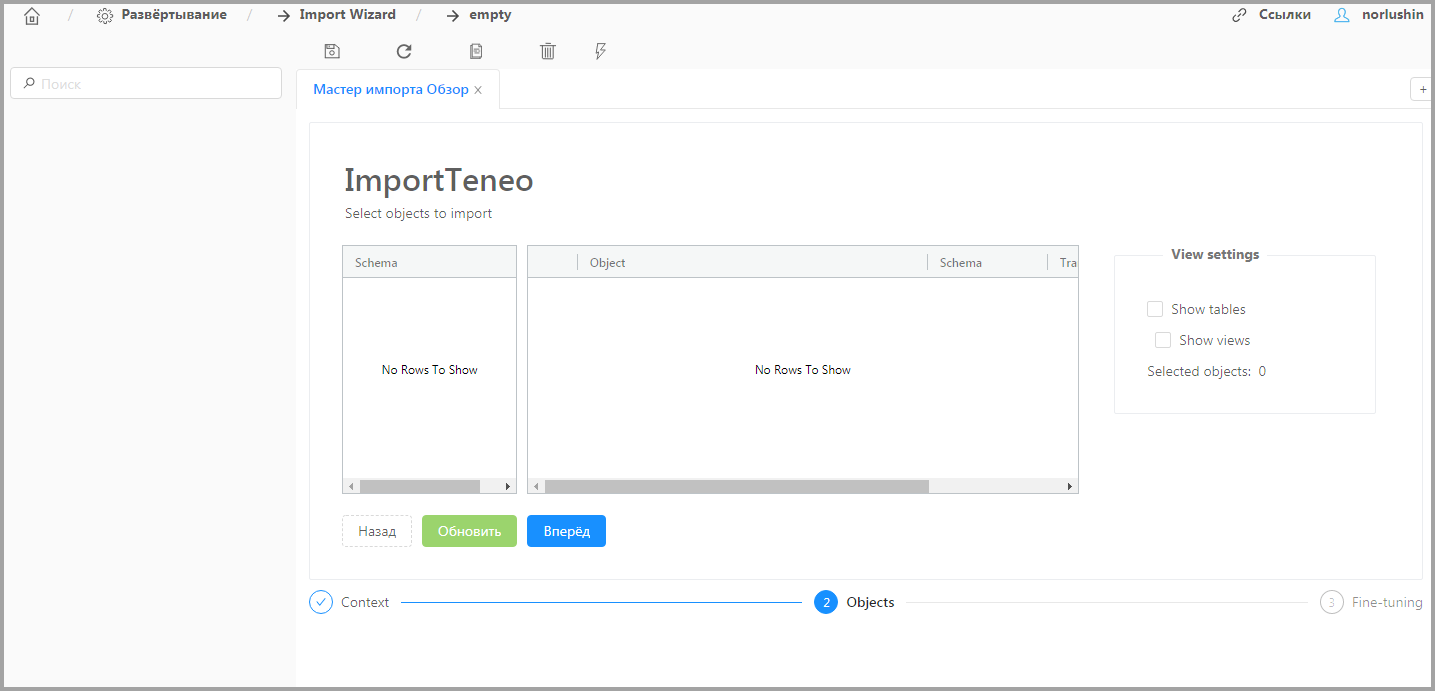 / Развёртывание / Import Wizard / empty Ссылки norlushin
Поиск
Мастер импорта Обзор
+
ImportTeneo
Select objects to import
Schema
Object Schema Tra
View settings
Show tables
Show views
Selected objects: 0
No Rows To Show
No Rows To Show
Назад Обновить Вперёд
Context 2 Objects 3 Fine-tuning